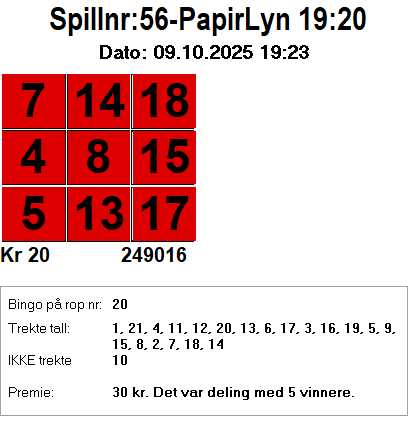 Spillnr:56-PapirLyn 19:20
Dato: 09.10.2025 19:23
7 14 18
4 8 15
5 13 17
Kr 20 249016
Bingo på rop nr: 20
Trekte tall: 1, 21, 4, 11, 12, 20, 13, 6, 17, 3, 16, 19, 5, 9,
15, 8, 2, 7, 18, 14
IKKE trekte 10
Premie: 30 kr. Det var deling med 5 vinnere.